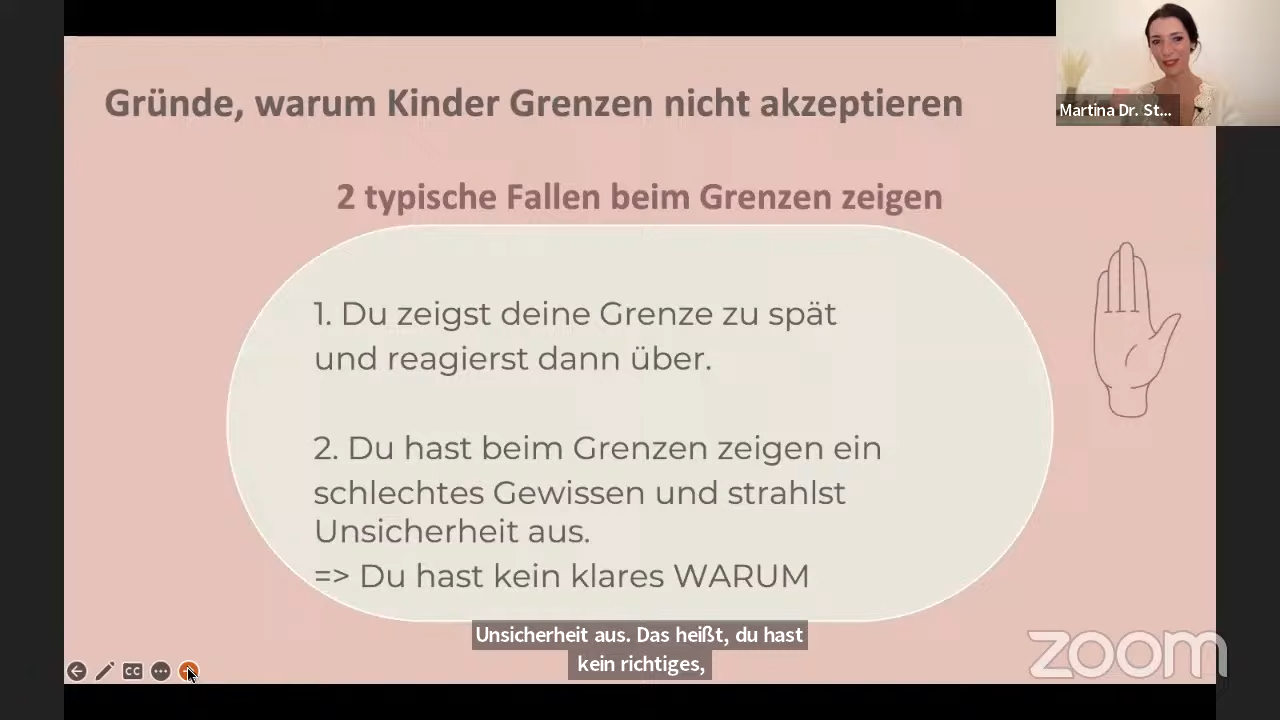 Gründe, warum Kinder Grenzen nicht akzeptieren
Martina Dr. St...
2 typische Fallen beim Grenzen zeigen
1. Du zeigst deine Grenze zu spät
und reagierst dann über.
2. Du hast beim Grenzen zeigen ein
schlechtes Gewissen und strahlst
Unsicherheit aus.
=> Du hast kein klares WARUM
Unsicherheit aus. Das heißt, du hast
kein richtiges,
CC
zoom